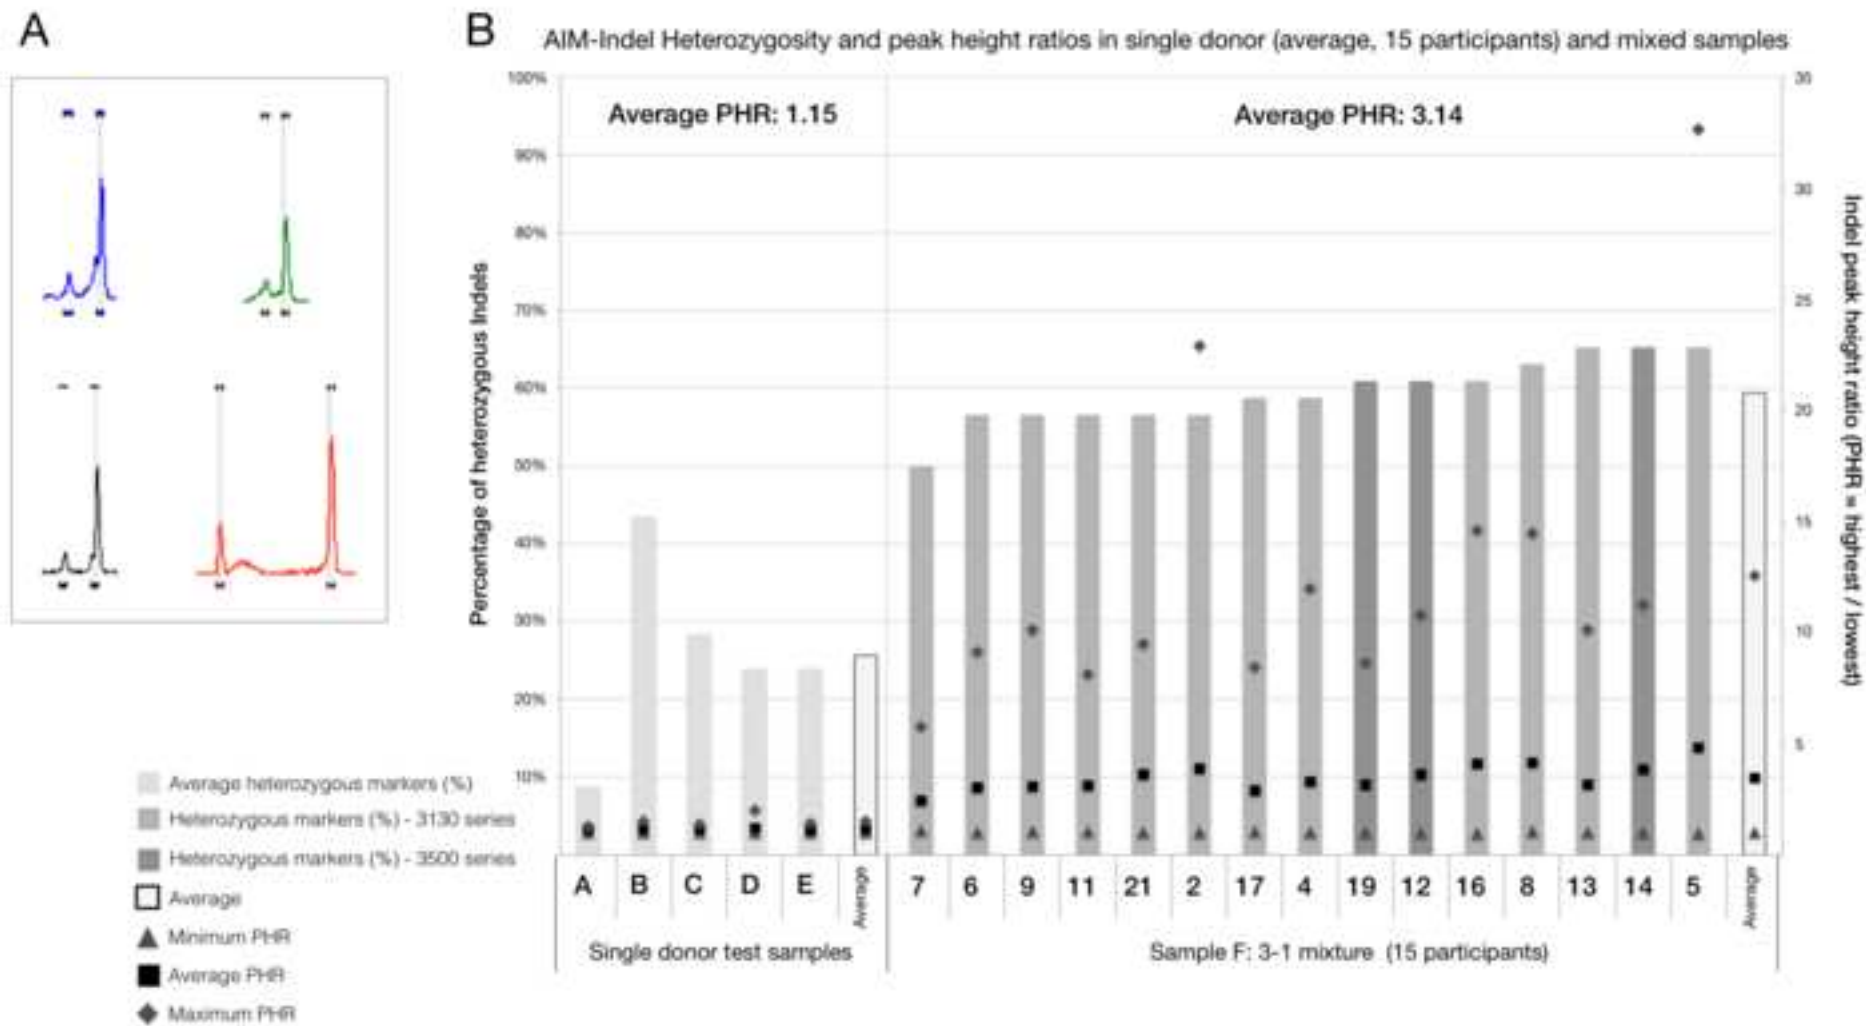 A
B
AIM-Indel Heterozygosity and peak height ratios in single donor (average, 15 participants) and mixed samples
Average PHR: 1.15
Average PHR: 3.14
Percentage of heterozygous Indels
100%
90%
80%
70%
60%
50%
40%
30%
20%
10%
35
30
25
20
15
10
5
Indel peak height ratio (PHR = highest / lowest)
Average heterozygous markers (%)
Heterozygous markers (%) - 3130 series
Heterozygous markers (%) - 3500 series
Average
Minimum PHR
Average PHR
Maximum PHR
A B C D E Average 7 6 9 11 21 2 17 4 19 12 16 8 13 14 5 Average
Single donor test samples
Sample F: 3-1 mixture (15 participants)